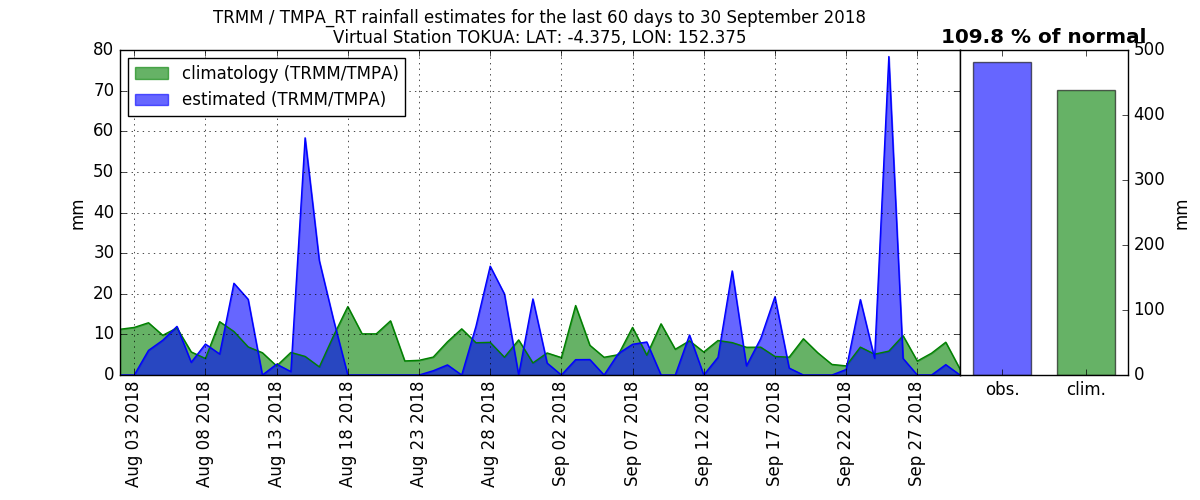 TRMM / TMPA_RT rainfall estimates for the last 60 days to 30 September 2018
Virtual Station TOKUA: LAT: -4.375, LON: 152.375
109.8 % of normal
climatology (TRMM/TMPA)
estimated (TRMM/TMPA)
mm
80
70
60
50
40
30
20
10
0
Aug 03 2018
Aug 08 2018
Aug 13 2018
Aug 18 2018
Aug 23 2018
Aug 28 2018
Sep 02 2018
Sep 07 2018
Sep 12 2018
Sep 17 2018
Sep 22 2018
Sep 27 2018
obs.
clim.
500
400
300
200
100
0
mm